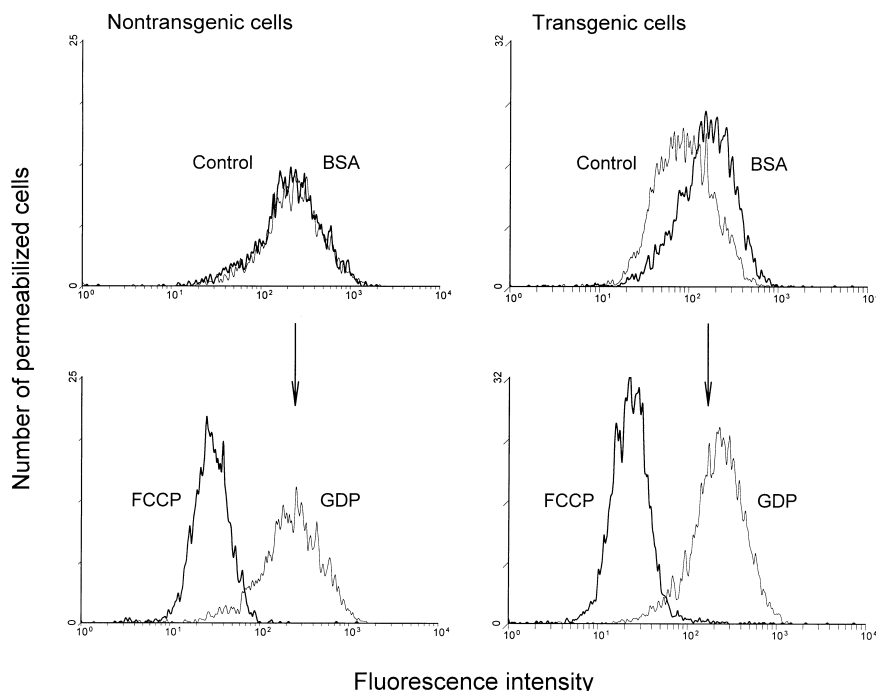 Nontransgenic cells
Transgenic cells
25
32
Control
BSA
Control
BSA
0
0
10⁰ 10¹ 10² 10³ 10⁴
10⁰ 10¹ 10² 10³ 10
Number of permeabilized cells
25
32
FCCP
GDP
FCCP
GDP
0
0
10⁰ 10¹ 10² 10³ 10⁴
10⁰ 10¹ 10² 10³ 10⁴
Fluorescence intensity